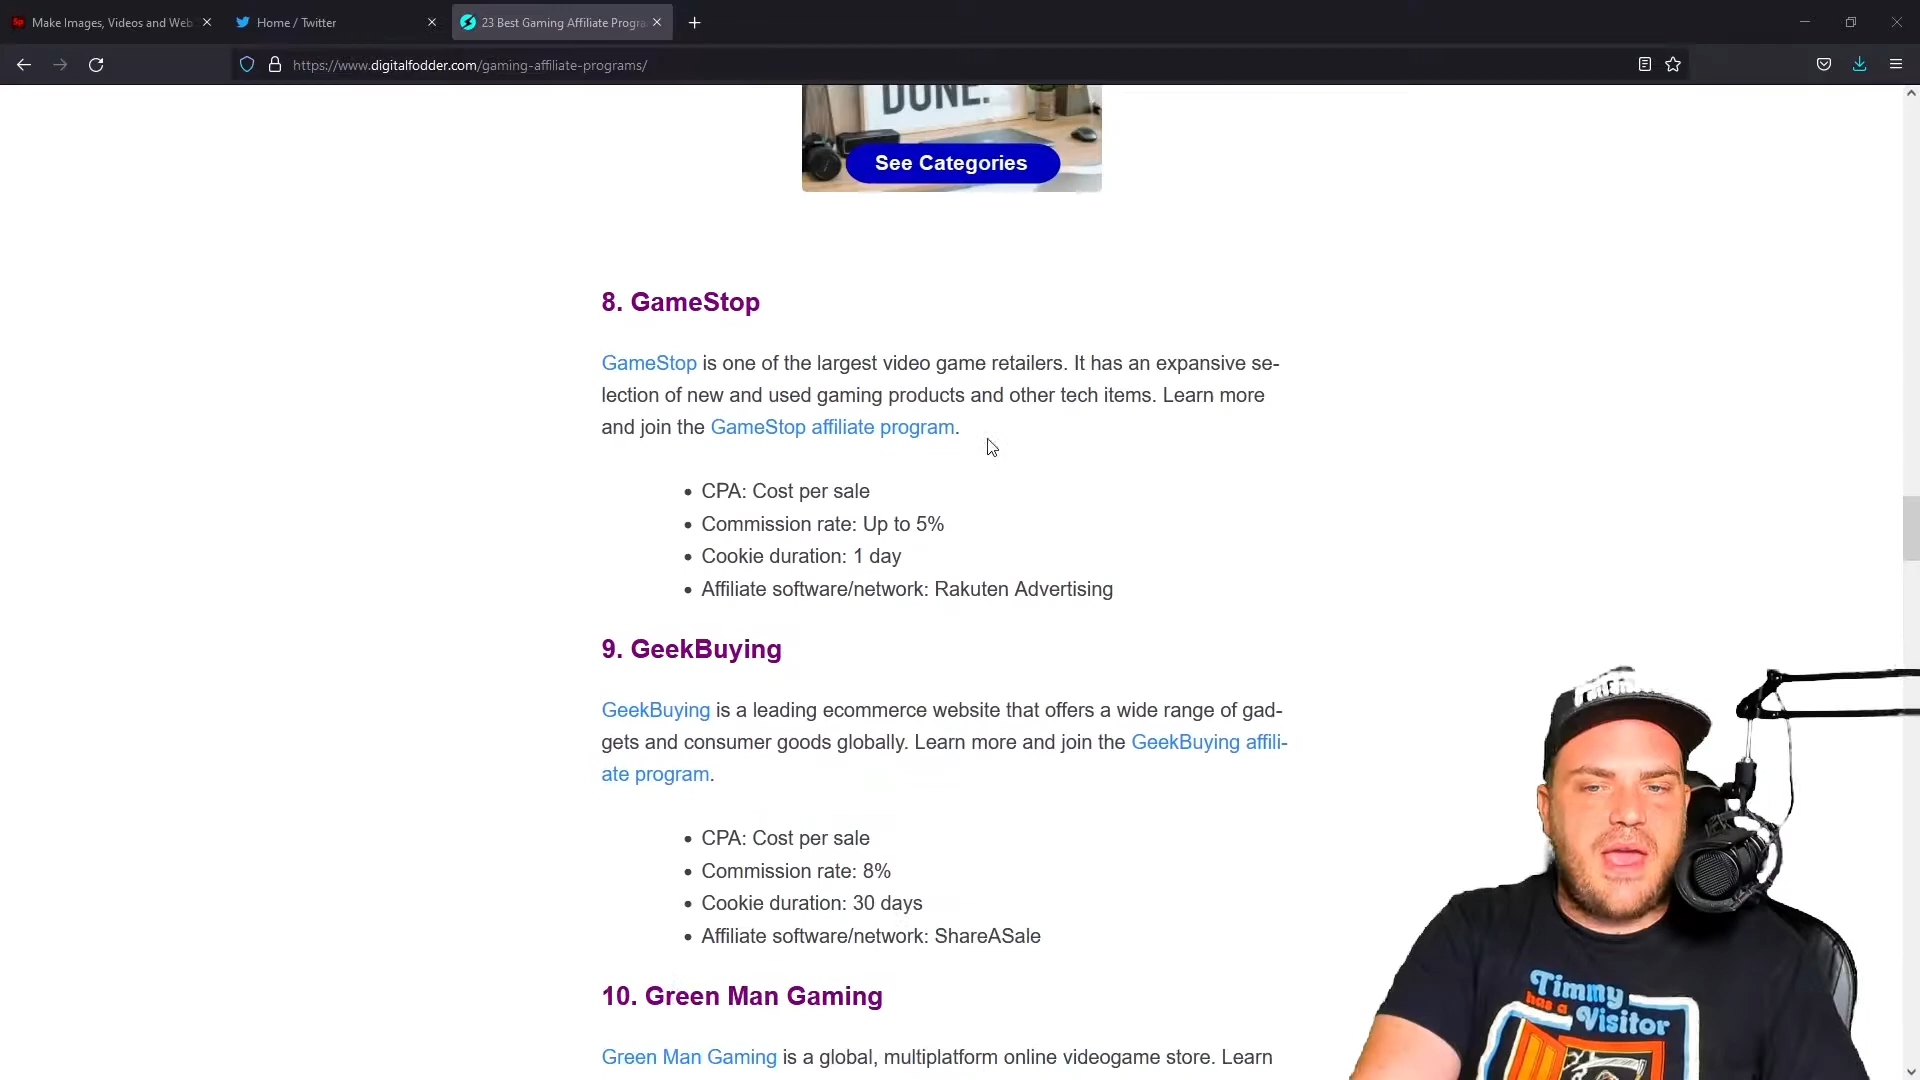 Make Images, Videos and Web
Home / Twitter
23 Best Gaming Affiliate Progra
https://www.digitalfodder.com/gaming-affiliate-programs/
DONE.
See Categories
8. GameStop
GameStop is one of the largest video game retailers. It has an expansive se-
lection of new and used gaming products and other tech items. Learn more
and join the GameStop affiliate program.
• CPA: Cost per sale
• Commission rate: Up to 5%
• Cookie duration: 1 day
• Affiliate software/network: Rakuten Advertising
9. GeekBuying
GeekBuying is a leading ecommerce website that offers a wide range of gad-
gets and consumer goods globally. Learn more and join the GeekBuying affili-
ate program.
• CPA: Cost per sale
• Commission rate: 8%
• Cookie duration: 30 days
• Affiliate software/network: ShareASale
10. Green Man Gaming
Green Man Gaming is a global, multiplatform online videogame store. Learn
Timmy
has a
Visitor